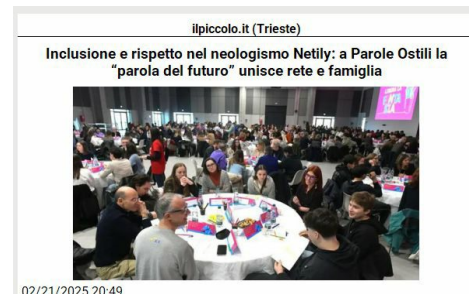 ilpiccolo.it (Trieste)
Inclusione e rispetto nel neologismo Netily: a Parole Ostili la
“parola del futuro” unisce rete e famiglia
02/21/2025 20:49